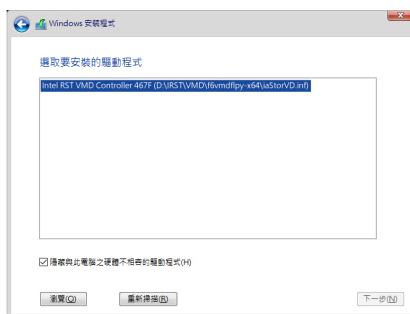 Windows 安裝程式
選取要安裝的驅動程式
Intel RST VMD Controller 467F (D:\IRST\VMD\f6vmdflpy-x64\iaStorVD.inf)
隱藏與此電腦之硬體不相容的驅動程式(H)
瀏覽(O) 重新掃描(R) 下一步(N)